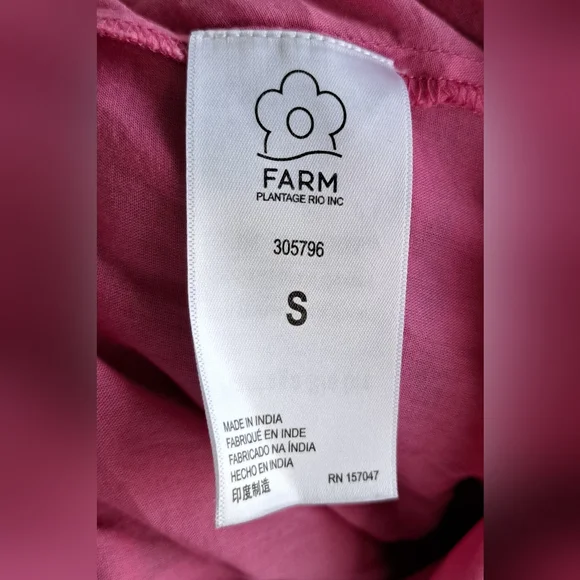 FARM
PLANTAGE RIO INC
305796
S
MADE IN INDIA
FABRIQUÉ EN INDE
FABRICADO NA ÍNDIA
HECHO EN INDIA
印度制造
RN 157047